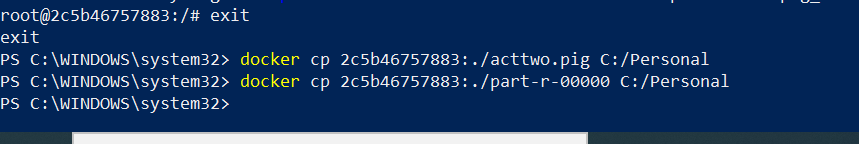 root@2c5b46757883:/# exit
exit
PS C:\WINDOWS\system32> docker cp 2c5b46757883:./acttwo.pig C:/Personal
PS C:\WINDOWS\system32> docker cp 2c5b46757883:./part-r-00000 C:/Personal
PS C:\WINDOWS\system32>